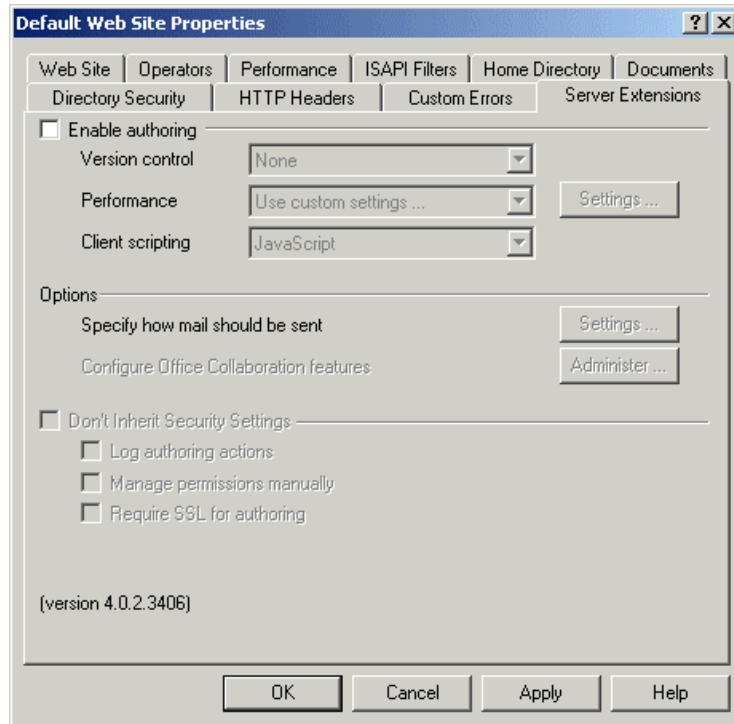 Default Web Site Properties
? X
Web Site Operators Performance ISAPI Filters Home Directory Documents
Directory Security HTTP Headers Custom Errors Server Extensions
Enable authoring
Version control None
Performance Use custom settings ... Settings ...
Client scripting JavaScript
Options
Specify how mail should be sent Settings ...
Configure Office Collaboration features Administer ...
Don't Inherit Security Settings
Log authoring actions
Manage permissions manually
Require SSL for authoring
(version 4.0.2.3406)
OK Cancel Apply Help